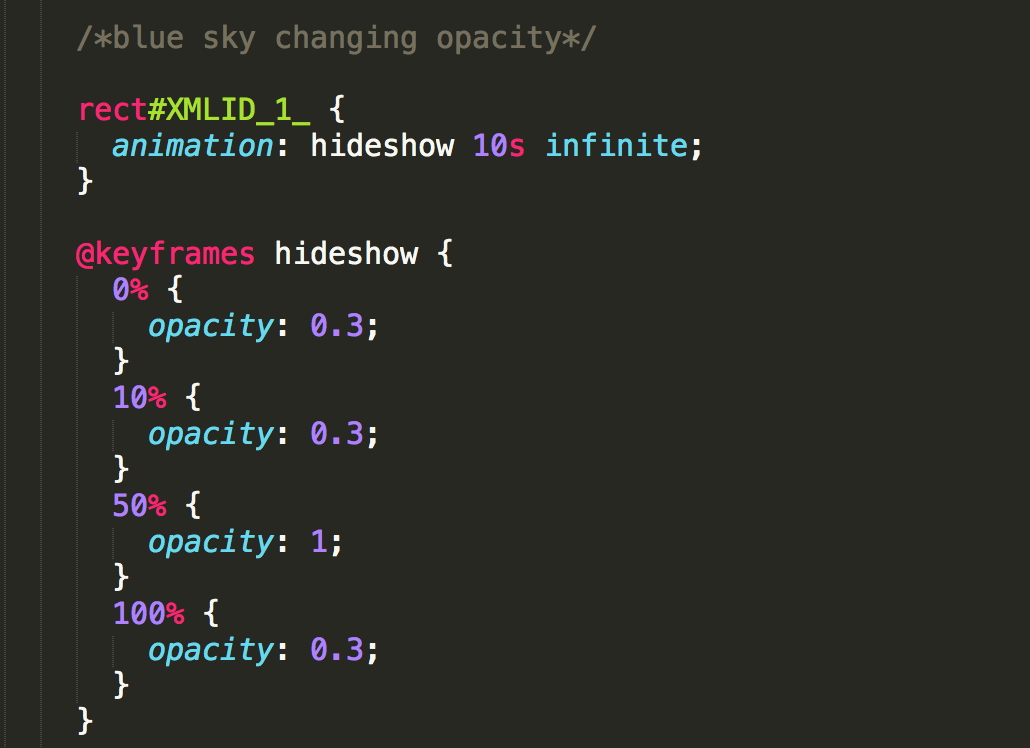 /*blue sky changing opacity*/
rect#XMLID_1_ {
animation: hideshow 10s infinite;
}
@keyframes hideshow {
0% {
opacity: 0.3;
}
10% {
opacity: 0.3;
}
50% {
opacity: 1;
}
100% {
opacity: 0.3;
}
}